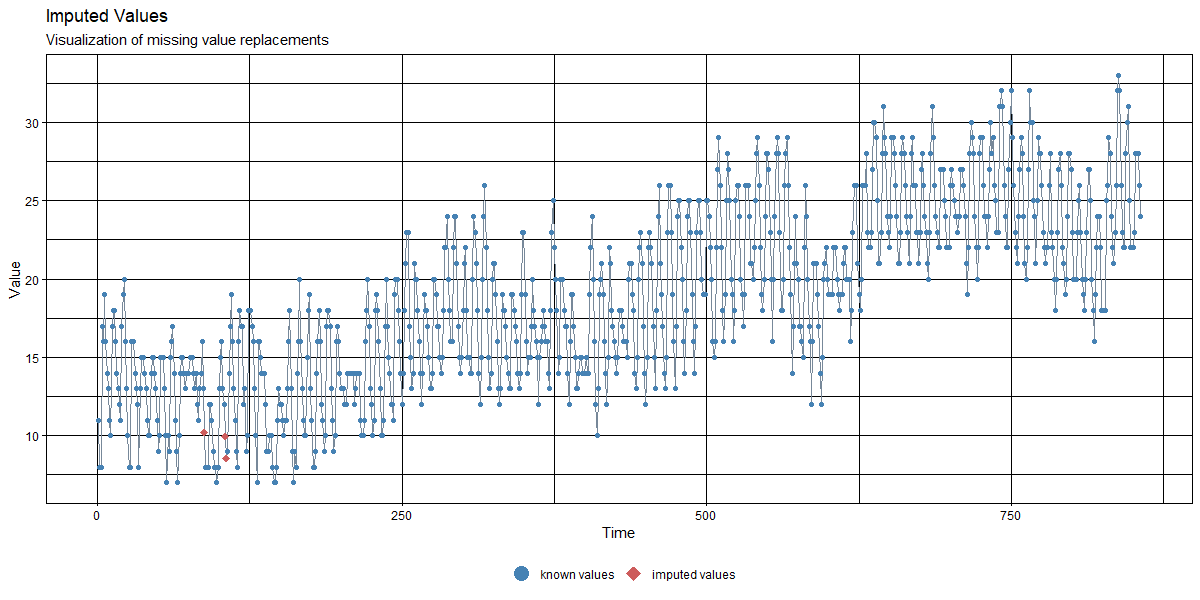 Imputed Values
Visualization of missing value replacements
Value
30
25
20
15
10
0
250
500
750
Time
known values
imputed values